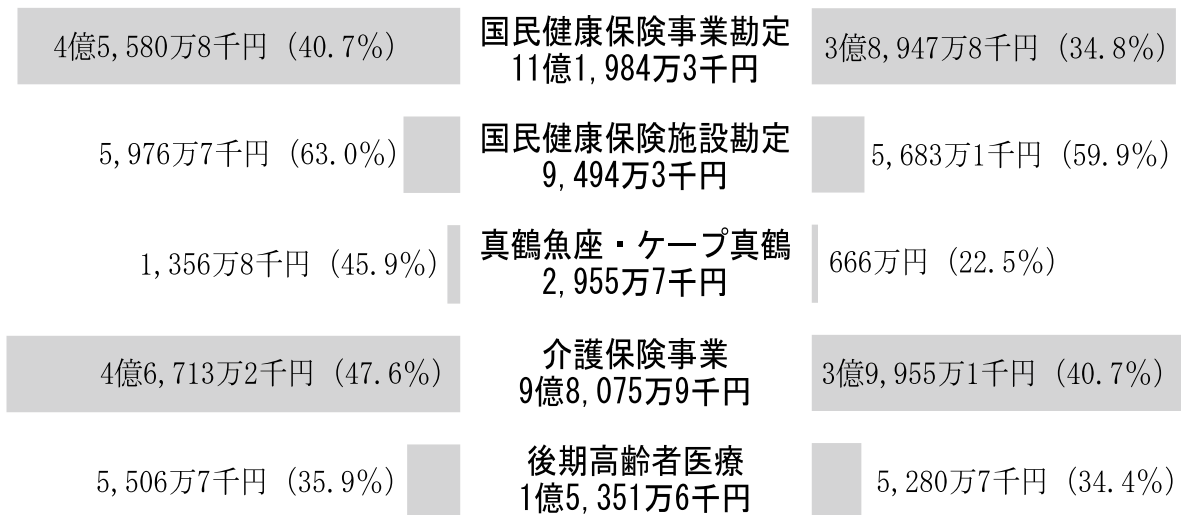 4億5,580万8千円 (40.7%)
国民健康保険事業勘定
11億1,984万3千円
3億8,947万8千円 (34.8%)
5,976万7千円 (63.0%)
国民健康保険施設勘定
9,494万3千円
5,683万1千円 (59.9%)
1,356万8千円 (45.9%)
真鶴魚座・ケープ真鶴
2,955万7千円
666万円 (22.5%)
4億6,713万2千円 (47.6%)
介護保険事業
9億8,075万9千円
3億9,955万1千円 (40.7%)
5,506万7千円 (35.9%)
後期高齢者医療
1億5,351万6千円
5,280万7千円 (34.4%)